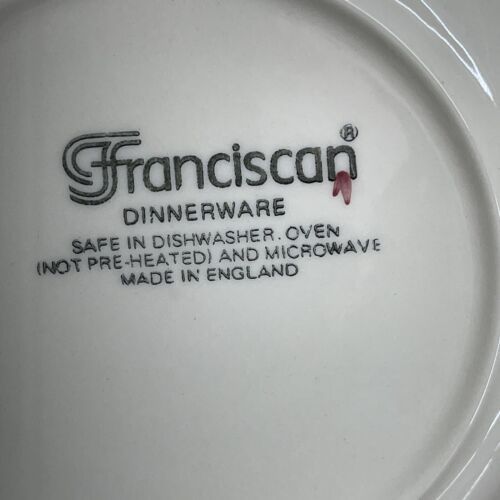 Franciscan®
DINNERWARE
SAFE IN DISHWASHER. OVEN
(NOT PRE-HEATED) AND MICROWAVE
MADE IN ENGLAND